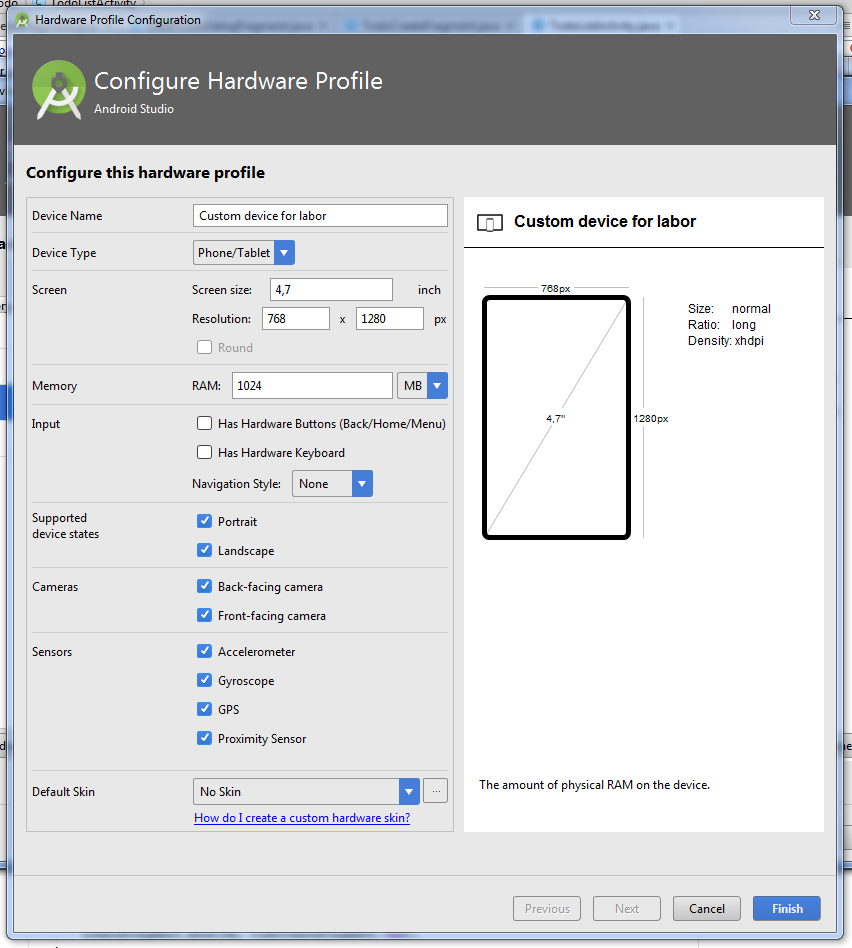 TodoListActivity
Hardware Profile Configuration
Configure Hardware Profile
Android Studio
Configure this hardware profile
Device Name
Custom device for labor
Device Type
Phone/Tablet
Screen
Screen size:
4,7
inch
Resolution:
768
x
1280
px
Round
Memory
RAM:
1024
MB
Input
Has Hardware Buttons (Back/Home/Menu)
Has Hardware Keyboard
Navigation Style:
None
Supported
device states
Portrait
Landscape
Cameras
Back-facing camera
Front-facing camera
Sensors
Accelerometer
Gyroscope
GPS
Proximity Sensor
Default Skin
No Skin
...
How do I create a custom hardware skin?
Custom device for labor
768px
4,7"
1280px
Size: normal
Ratio: long
Density: xhdpi
The amount of physical RAM on the device.
Previous
Next
Cancel
Finish